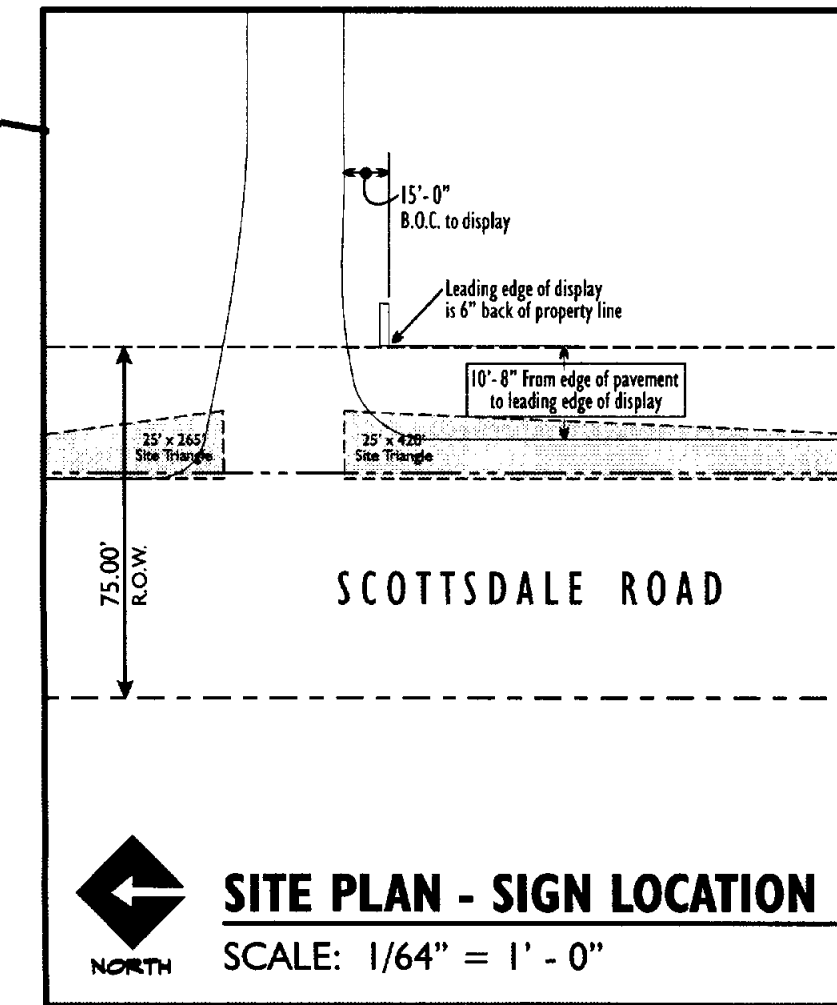 15'-0"
B.O.C. to display
Leading edge of display
is 6" back of property line
10'-8" From edge of pavement
to leading edge of display
25' x 265'
Site Triangle
25' x 420'
Site Triangle
75.00'
R.O.W.
SCOTTSDALE ROAD
NORTH
SITE PLAN - SIGN LOCATION
SCALE: 1/64" = 1' - 0"